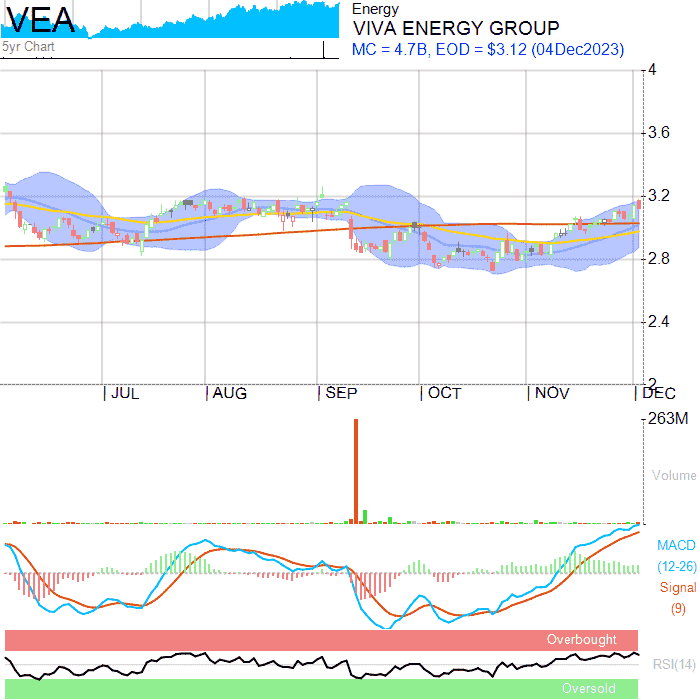 VEA
5yr Chart
Energy
VIVA ENERGY GROUP
MC = 4.7B, EOD = $3.12 (04Dec2023)
4
3.6
3.2
2.8
2.4
2
JUL AUG SEP OCT NOV DEC
263M
Volume
MACD
(12-26)
Signal
(9)
Overbought
RSI(14)
Oversold